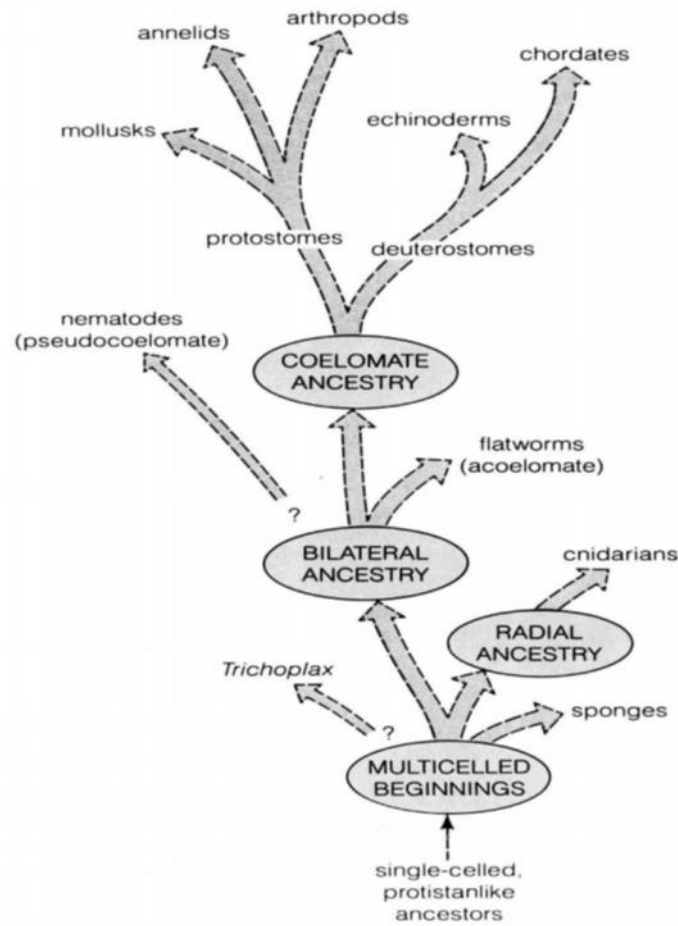 arthropods
annelids
chordates
mollusks
echinoderms
protostomes
deuterostomes
nematodes
(pseudocoelomate)
COELOMATE
ANCESTRY
flatworms
(acoelomate)
?
BILATERAL
ANCESTRY
cnidarians
RADIAL
ANCESTRY
Trichoplax
sponges
?
MULTICELLED
BEGINNINGS
single-celled,
protistanlike
ancestors